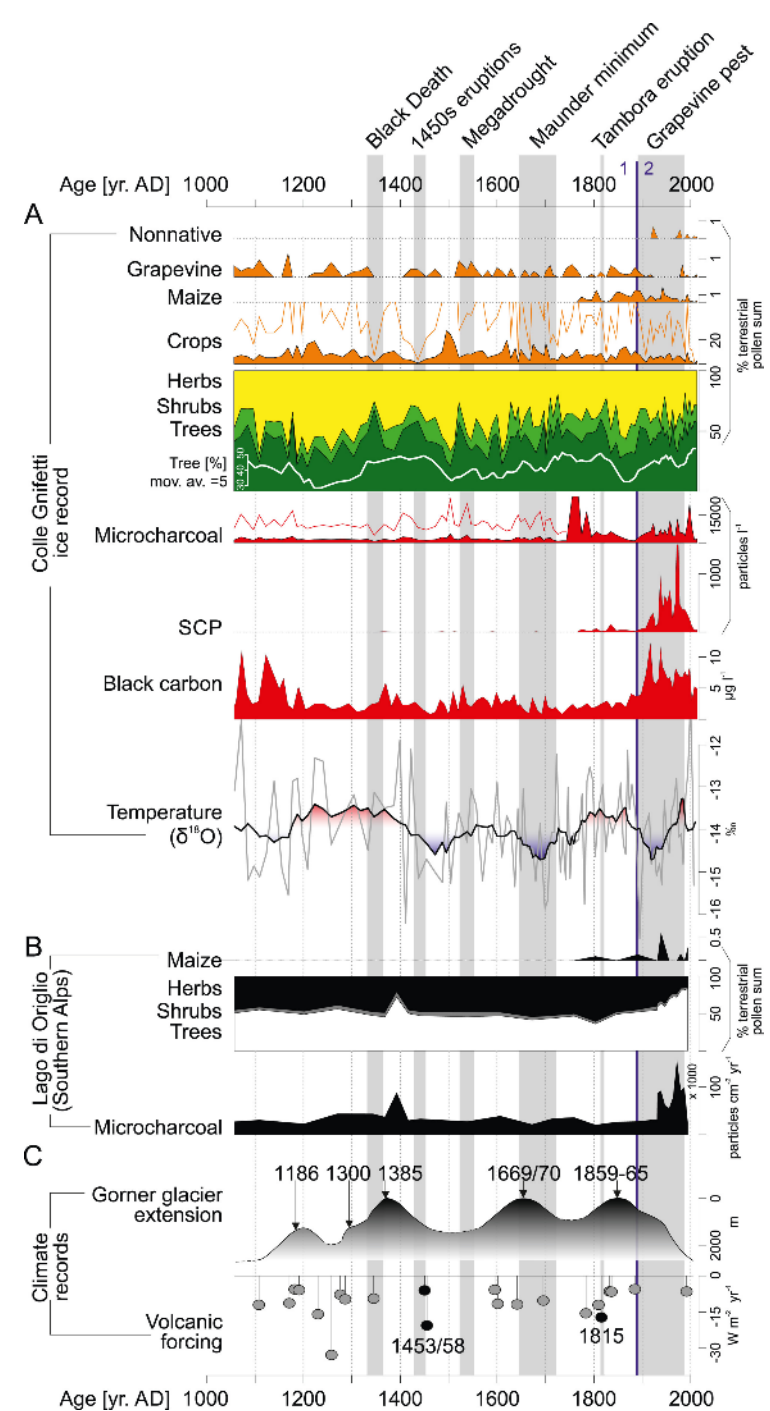 Black Death
1450s eruptions
Megadrought
Maunder minimum
Tambora eruption
Grapevine pest
1 2
Age [yr. AD] 1000 1200 1400 1600 1800 2000
A
Colle Gnifetti
ice record
Nonnative
1
Grapevine
1
Maize
1
Crops
20
% terrestrial
pollen sum
Herbs
100
Shrubs
Trees
50
Tree [%]
mov. av. =5
30 40 50
Microcharcoal
15000
particles l⁻¹
SCP
1000
Black carbon
10
5
µg l⁻¹
Temperature
(δ¹⁸O)
-12
-13
-14
-15
-16
‰
B
Lago di Origlio
(Southern Alps)
Maize
0.5
Herbs
100
Shrubs
50
Trees
% terrestrial
pollen sum
Microcharcoal
100
x 1000
particles cm⁻² yr⁻¹
C
Climate
records
1186 1300 1385 1669/70 1859-65
Gorner glacier
extension
0
2000
m
Volcanic
forcing
0
-15
-30
W m⁻² yr⁻¹
1453/58
1815
Age [yr. AD] 1000 1200 1400 1600 1800 2000